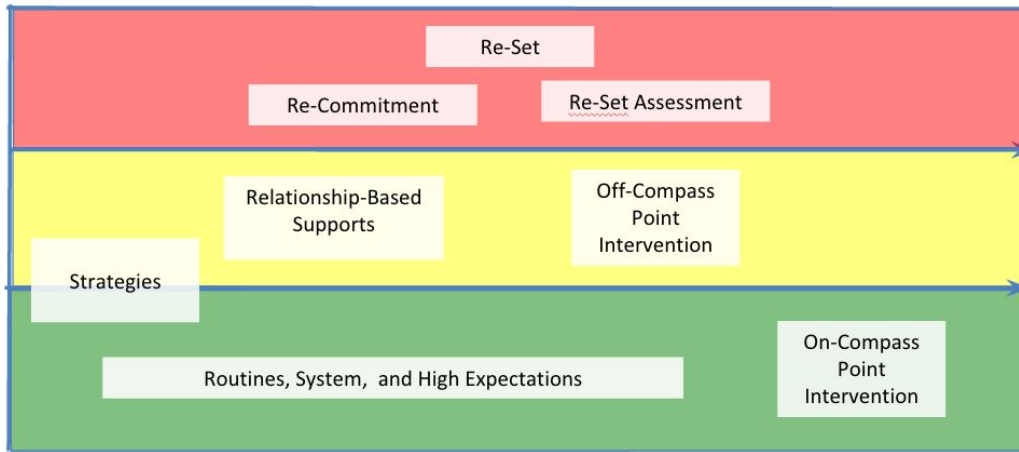 Re-Set
Re-Commitment
Re-Set Assessment
Relationship-Based
Supports
Off-Compass
Point
Intervention
Strategies
Routines, System,  and High Expectations
On-Compass
Point
Intervention